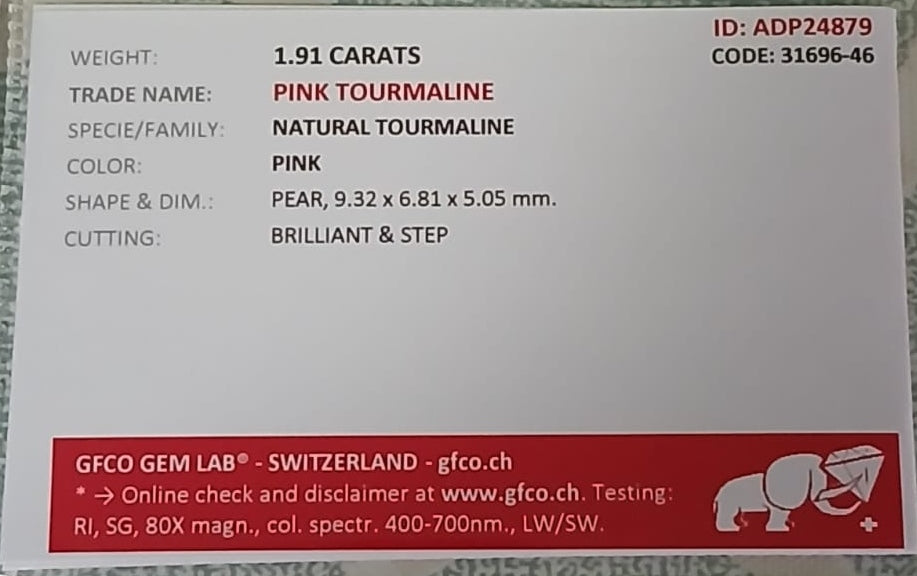 ID: ADP24879
CODE: 31696-46
WEIGHT: 1.91 CARATS
TRADE NAME: PINK TOURMALINE
SPECIE/FAMILY: NATURAL TOURMALINE
COLOR: PINK
SHAPE & DIM.: PEAR, 9.32 x 6.81 x 5.05 mm.
CUTTING: BRILLIANT & STEP
GFCO GEM LAB® - SWITZERLAND - gfco.ch
* → Online check and disclaimer at www.gfco.ch. Testing:
RI, SG, 80X magn., col. spectr. 400-700nm., LW/SW.